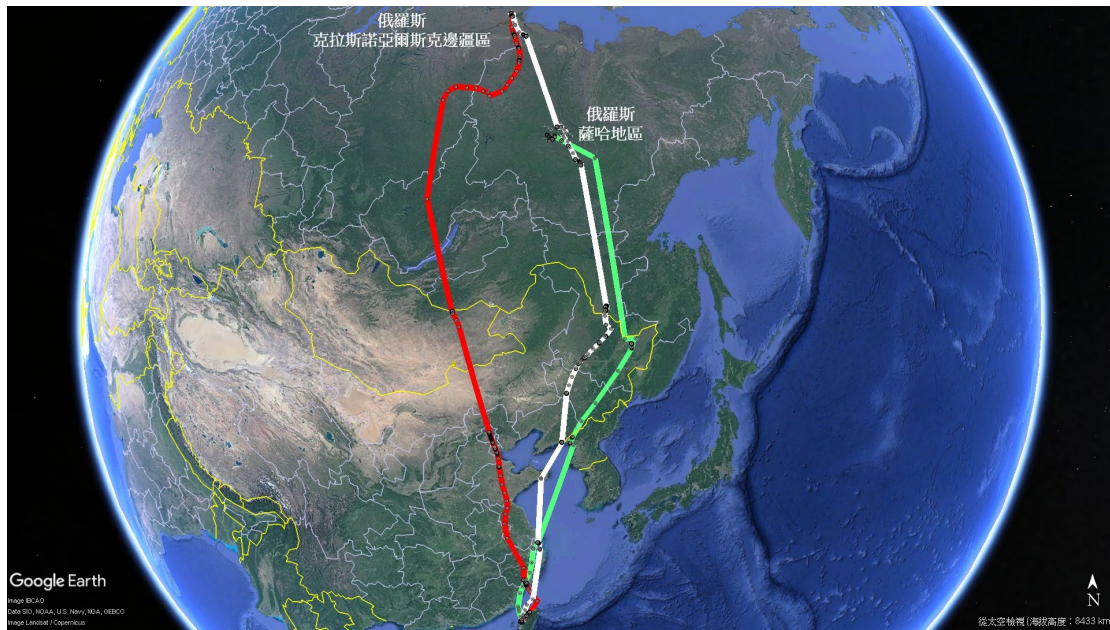 俄羅斯
克拉斯諾亞爾斯克邊疆區
俄羅斯
薩哈地區
Google Earth
Image IBCAO
Data SIO, NOAA, U.S. Navy, NGA, GEBCO
Image Landsat / Copernicus
N
從太空檢視(海拔高度：8433 km